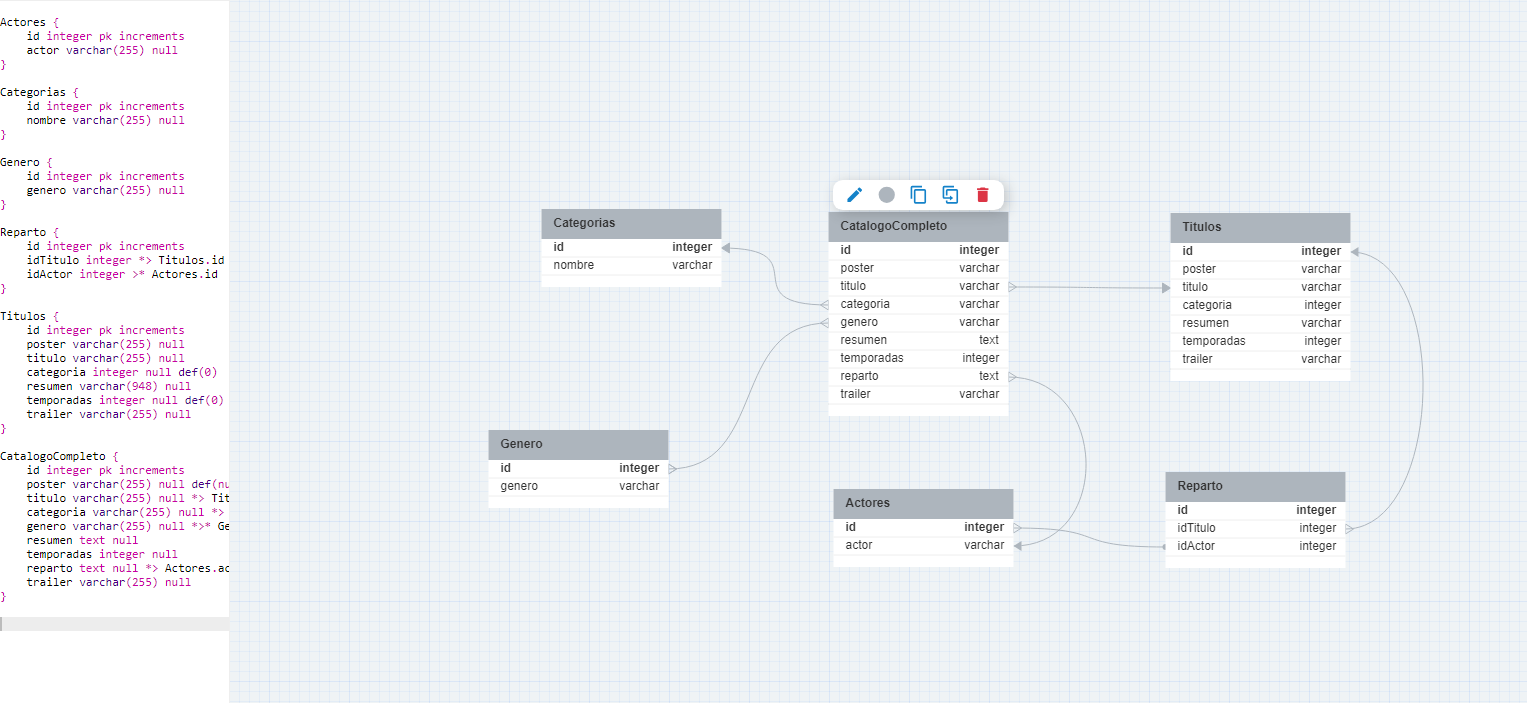 Actores {
id integer pk increments
actor varchar(255) null
}
Categorias {
id integer pk increments
nombre varchar(255) null
}
Genero {
id integer pk increments
genero varchar(255) null
}
Reparto {
id integer pk increments
idTitulo integer *> Titulos.id
idActor integer >* Actores.id
}
Titulos {
id integer pk increments
poster varchar(255) null
titulo varchar(255) null
categoria integer null def(0)
resumen varchar(948) null
temporadas integer null def(0)
trailer varchar(255) null
}
CatalogoCompleto {
id integer pk increments
poster varchar(255) null def(nu
titulo varchar(255) null *> Tit
categoria varchar(255) null *>
genero varchar(255) null *>* Ge
resumen text null
temporadas integer null
reparto text null *> Actores.ac
trailer varchar(255) null
}
Categorias
id integer
nombre varchar
Genero
id integer
genero varchar
CatalogoCompleto
id integer
poster varchar
titulo varchar
categoria varchar
genero varchar
resumen text
temporadas integer
reparto text
trailer varchar
Actores
id integer
actor varchar
Titulos
id integer
poster varchar
titulo varchar
categoria integer
resumen varchar
temporadas integer
trailer varchar
Reparto
id integer
idTitulo integer
idActor integer